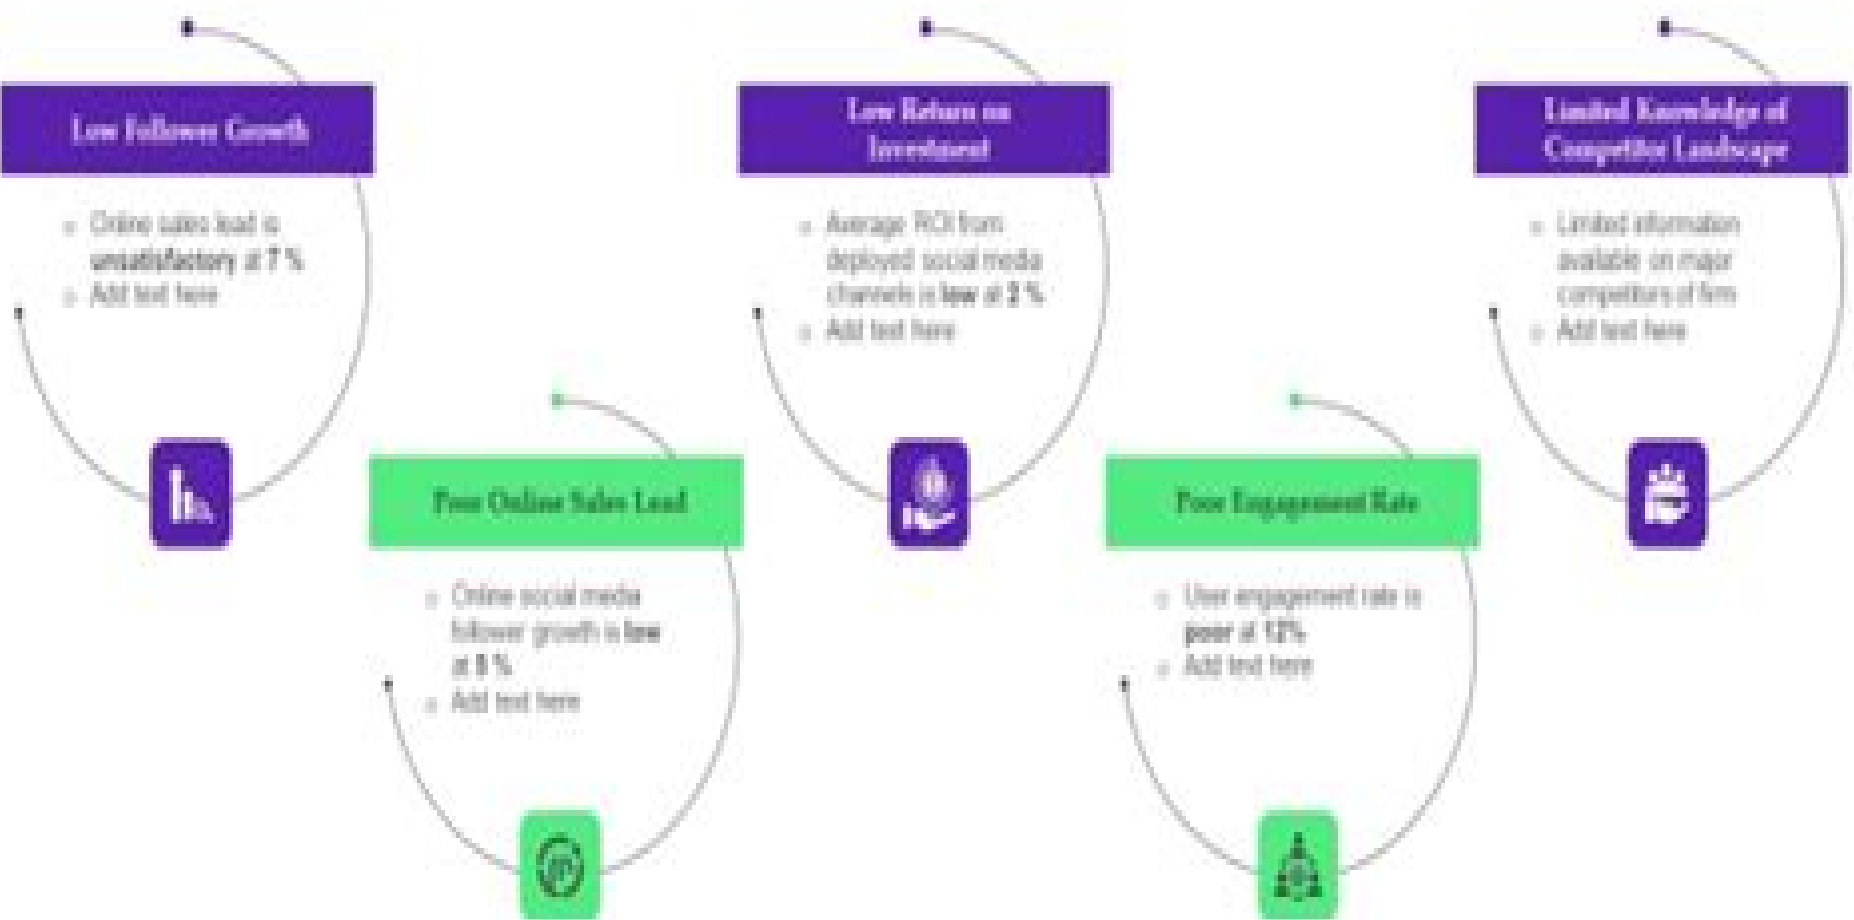 Low Follower Growth
○ Online sales lead is
unsatisfactory at 7 %
○ Add text here
Poor Online Sales Lead
○ Online social media
follower growth is low
at %
○ Add text here
Low Return on
Investment
○ Average ROI from
deployed social media
channels is low at 2 %
○ Add text here
Poor Engagement Rate
○ User engagement rate is
poor at 12%
○ Add text here
Limited Knowledge of
Competitor Landscape
○ Limited information
available on major
competitors of firm
○ Add text here